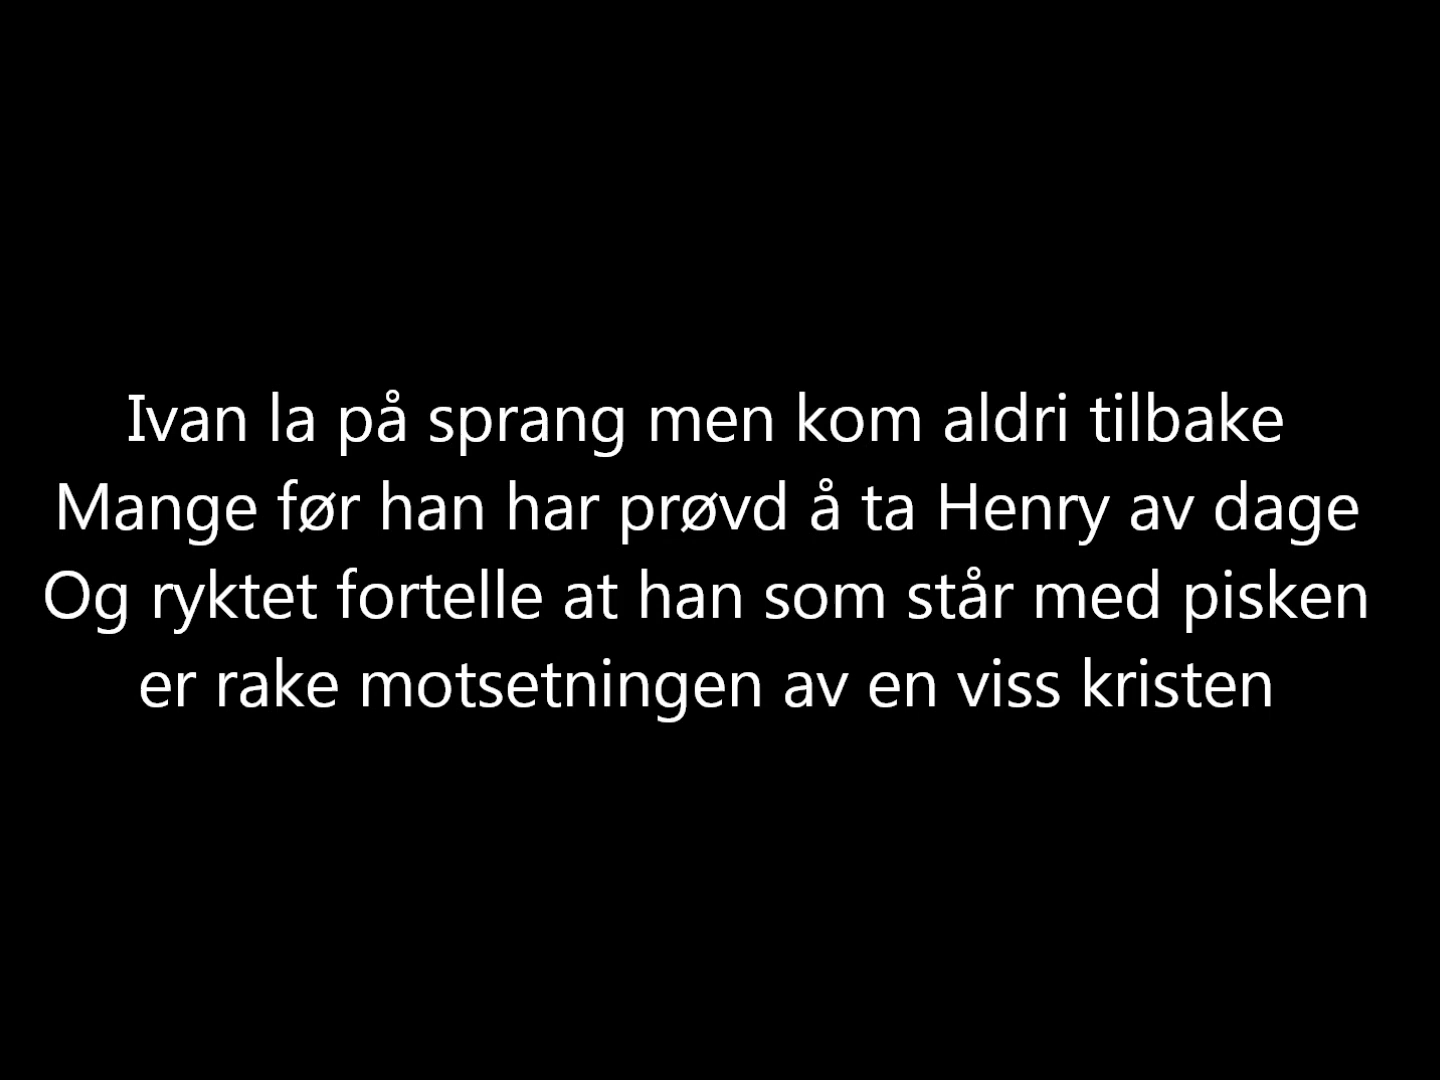 Ivan la på sprang men kom aldri tilbake
Mange før han har prøvd å ta Henry av dage
Og ryktet fortelle at han som står med pisken
er rake motsetningen av en viss kristen